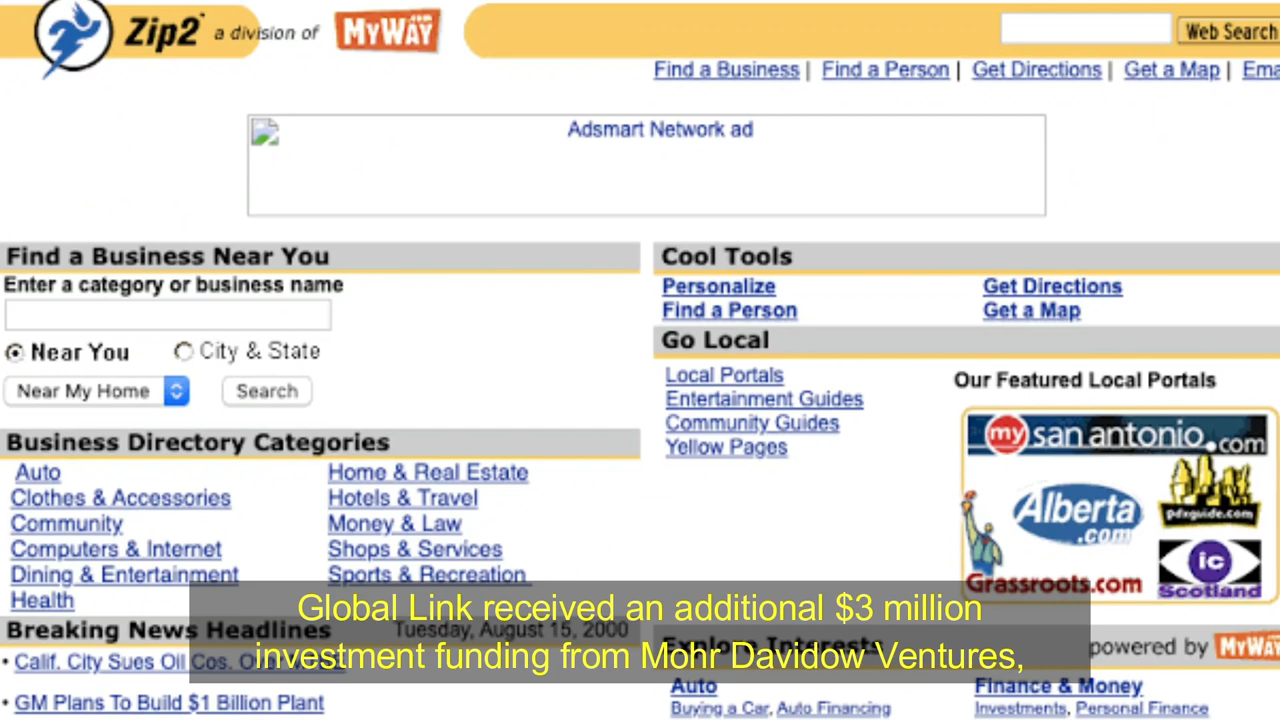 Zip2 a division of MyWAY.com
Web Search
Find a Business | Find a Person | Get Directions | Get a Map |
Adsmart Network ad
Find a Business Near You
Enter a category or business name
Near You City & State
Near My Home Search
Business Directory Categories
Auto Home & Real Estate
Clothes & Accessories Hotels & Travel
Community Money & Law
Computers & Internet Shops & Services
Dining & Entertainment Sports & Recreation
Health
Breaking News Headlines Tuesday, August 15, 2000
• Calif. City Sues Oil Cos.
• GM Plans To Build $1 Billion Plant
Cool Tools
Personalize Get Directions
Find a Person Get a Map
Go Local
Local Portals
Entertainment Guides
Community Guides
Yellow Pages
Our Featured Local Portals
my san antonio.com
Alberta.com
pdxguide.com
Grassroots.com
ic Scotland
Explore Interests powered by MyWAY
Auto Finance & Money
Buying a Car, Auto Financing Investments, Personal Finance
Global Link received an additional $3 million
investment funding from Mohr Davidow Ventures,